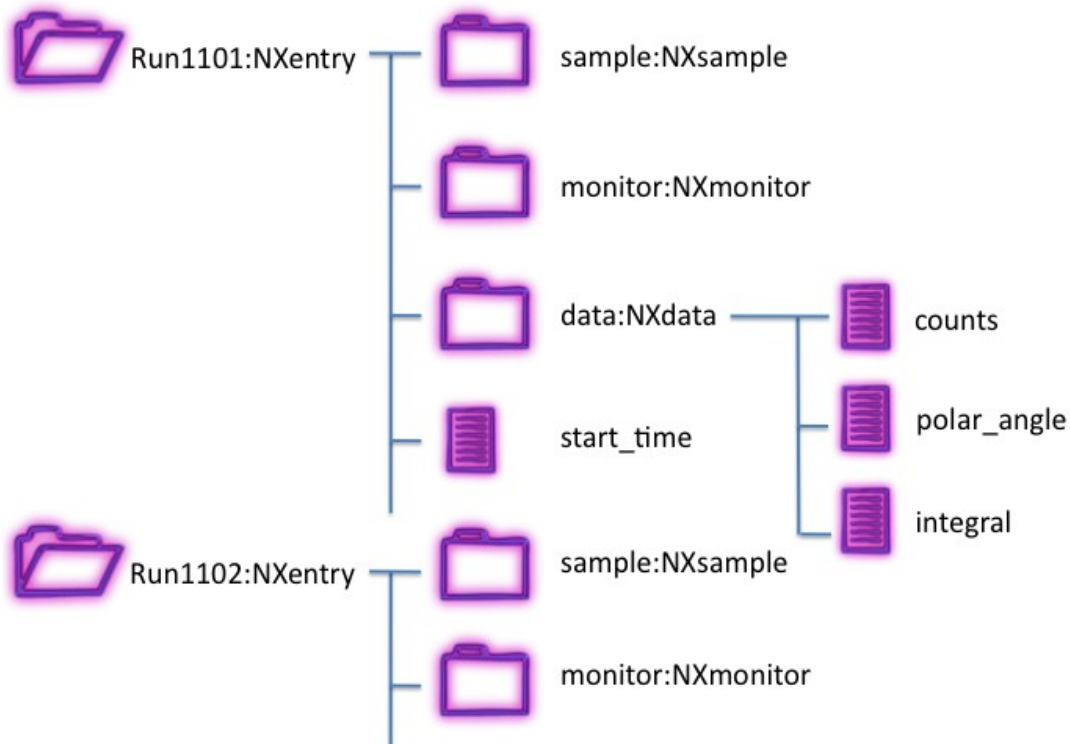 Run1101:NXentry
sample:NXsample
monitor:NXmonitor
data:NXdata
counts
polar_angle
integral
start_time
Run1102:NXentry
sample:NXsample
monitor:NXmonitor